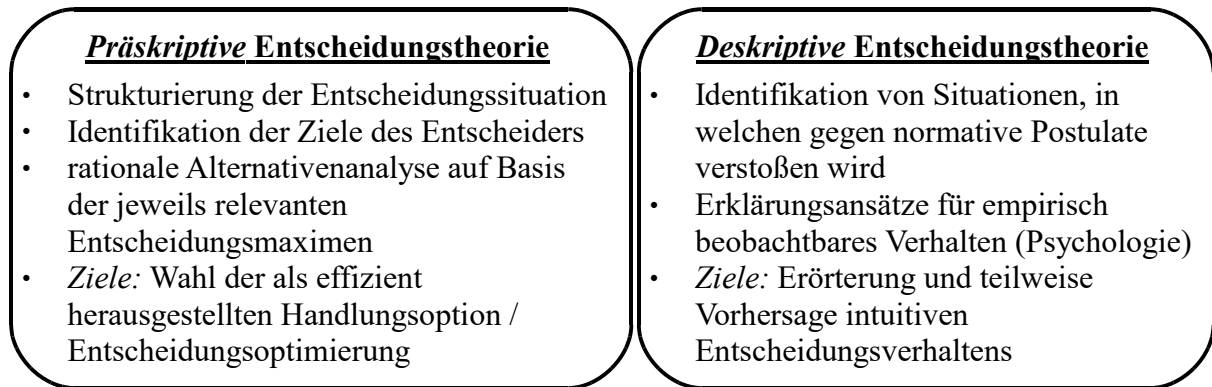 Präskriptive Entscheidungstheorie
• Strukturierung der Entscheidungssituation
• Identifikation der Ziele des Entscheiders
• rationale Alternativenanalyse auf Basis
der jeweils relevanten
Entscheidungsmaximen
• Ziele: Wahl der als effizient
herausgestellten Handlungsoption /
Entscheidungsoptimierung
Deskriptive Entscheidungstheorie
• Identifikation von Situationen, in
welchen gegen normative Postulate
verstoßen wird
• Erklärungsansätze für empirisch
beobachtbares Verhalten (Psychologie)
• Ziele: Erörterung und teilweise
Vorhersage intuitiven
Entscheidungsverhaltens